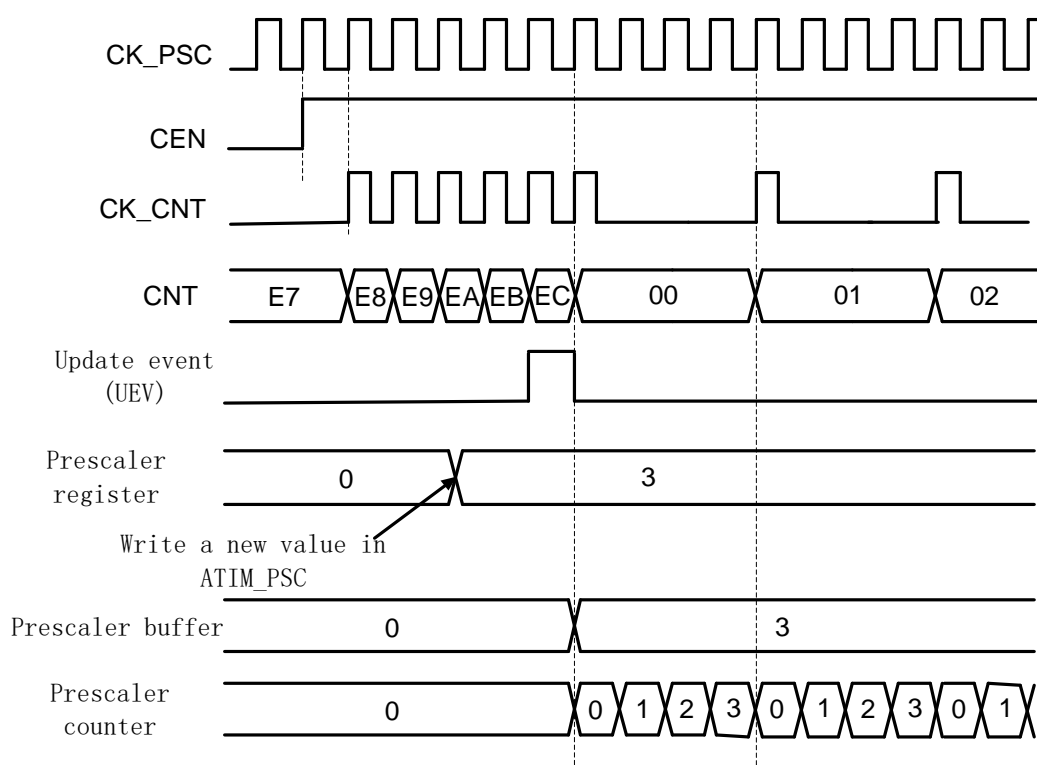 CK_PSC
CEN
CK_CNT
CNT E7 E8 E9 EA EB EC 00 01 02
Update event
(UEV)
Prescaler
register
0 3
Write a new value in
ATIM_PSC
Prescaler buffer 0 3
Prescaler
counter
0 0 1 2 3 0 1 2 3 0 1